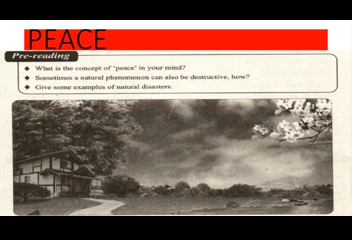 PEACE
Pre-reading
◆ What is the concept of "peace' in your mind?
◆ Sometimes a natural phenomenon can also be destructive, how?
◆ Give some examples of natural disasters.